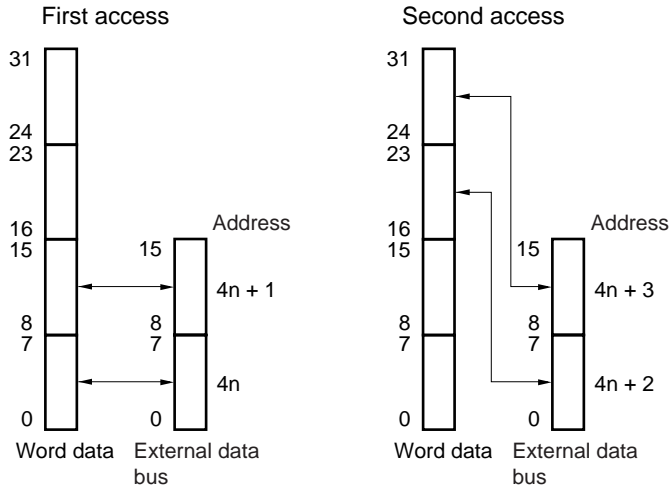 First access
31
24
23
16
15
8
7
0
Word data
Address
15
4n + 1
8
7
4n
0
External data
bus
Second access
31
24
23
16
15
8
7
0
Word data
Address
15
4n + 3
8
7
4n + 2
0
External data
bus